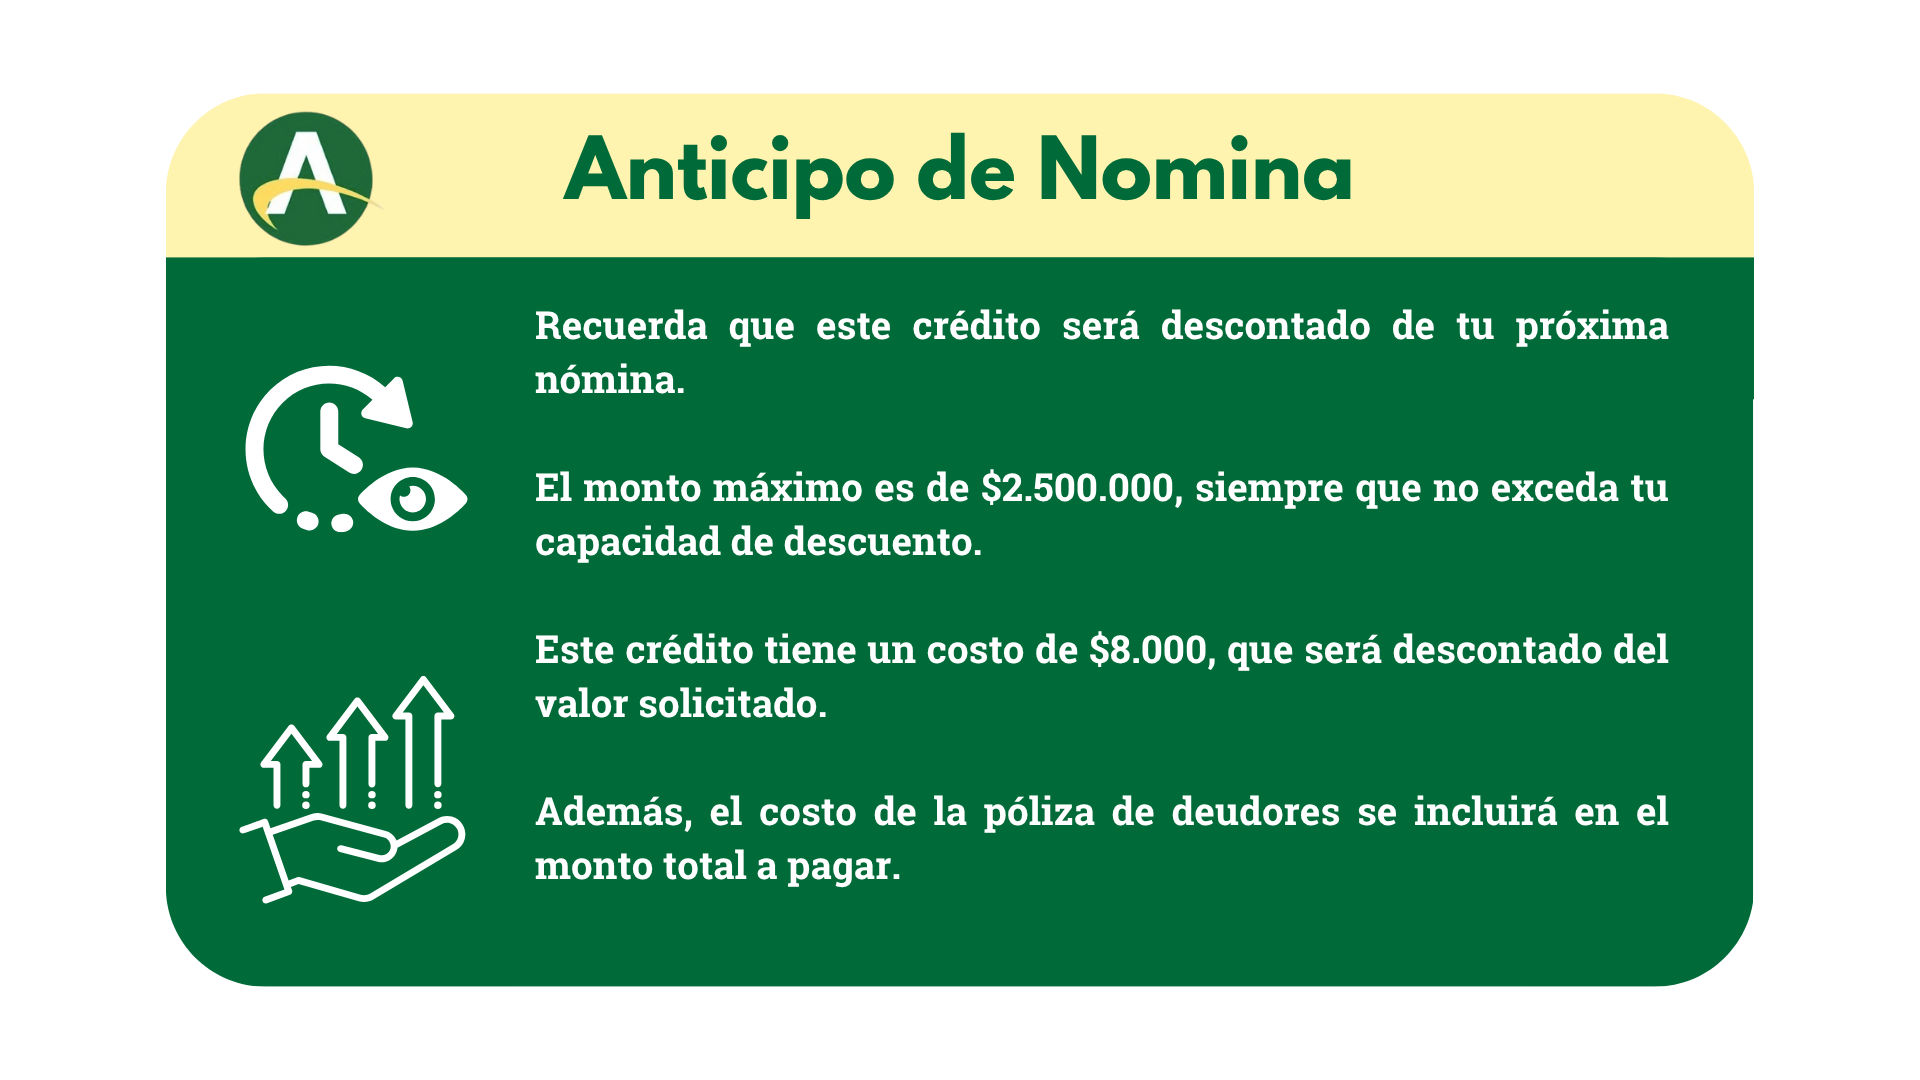 A
Anticipo de Nomina
Recuerda que este crédito será descontado de tu próxima
nómina.
El monto máximo es de $2.500.000, siempre que no exceda tu
capacidad de descuento.
Este crédito tiene un costo de $8.000, que será descontado del
valor solicitado.
Además, el costo de la póliza de deudores se incluirá en el
monto total a pagar.